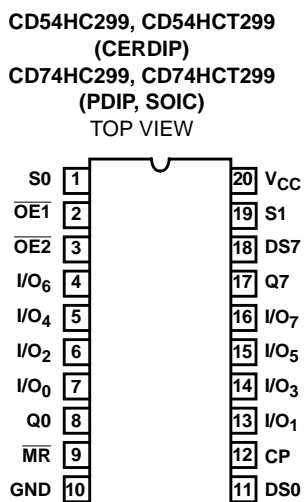 CD54HC299, CD54HCT299
(CERDIP)
CD74HC299, CD74HCT299
(PDIP, SOIC)
TOP VIEW
S0 1 20 VCC
OE1 2 19 S1
OE2 3 18 DS7
I/O6 4 17 Q7
I/O4 5 16 I/O7
I/O2 6 15 I/O5
I/O0 7 14 I/O3
Q0 8 13 I/O1
MR 9 12 CP
GND 10 11 DS0